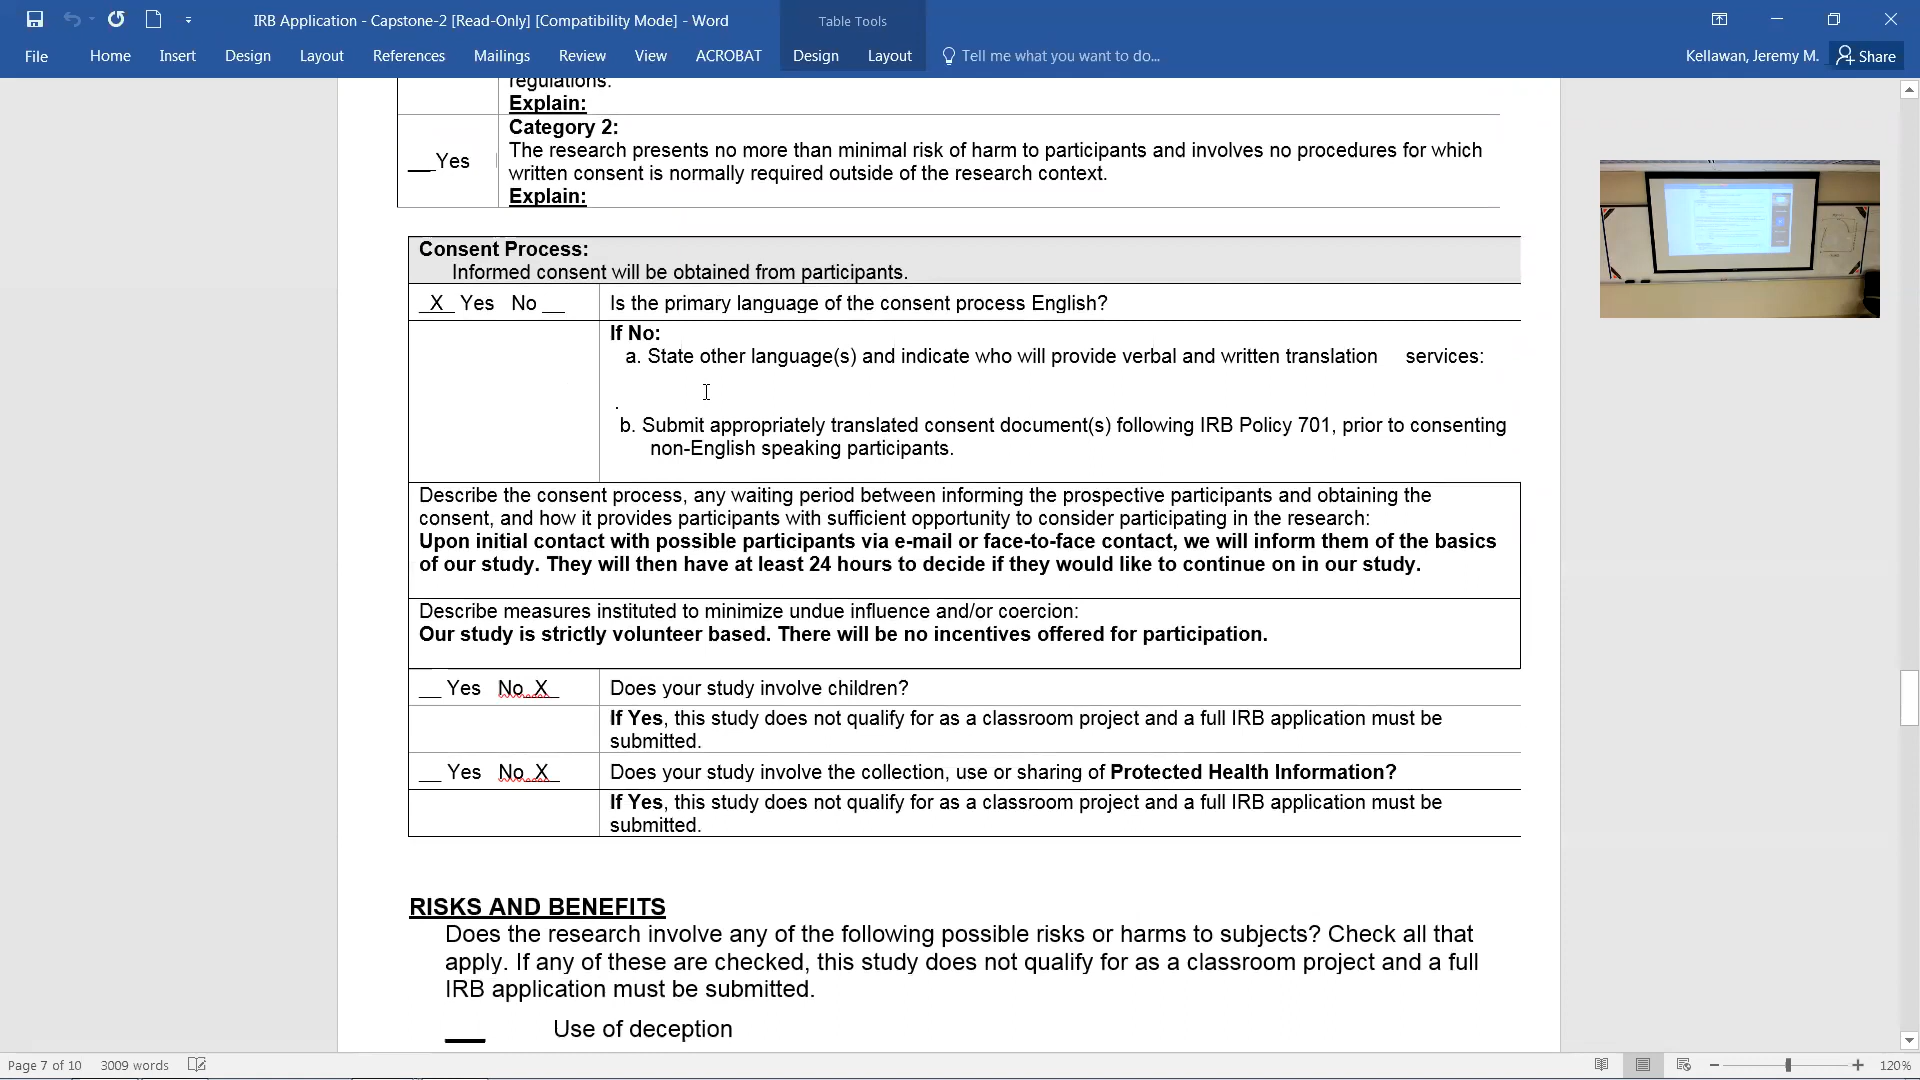 IRB Application - Capstone-2 [Read-Only] [Compatibility Mode] - Word
Table Tools
File Home Insert Design Layout References Mailings Review View ACROBAT Design Layout Tell me what you want to do...
Kellawan, Jeremy M. Share
regulations.
Explain:
Category 2:
__Yes
The research presents no more than minimal risk of harm to participants and involves no procedures for which
written consent is normally required outside of the research context.
Explain:
Consent Process:
Informed consent will be obtained from participants.
_X_ Yes No __ Is the primary language of the consent process English?
If No:
a. State other language(s) and indicate who will provide verbal and written translation services:
.
b. Submit appropriately translated consent document(s) following IRB Policy 701, prior to consenting
non-English speaking participants.
Describe the consent process, any waiting period between informing the prospective participants and obtaining the
consent, and how it provides participants with sufficient opportunity to consider participating in the research:
Upon initial contact with possible participants via e-mail or face-to-face contact, we will inform them of the basics
of our study. They will then have at least 24 hours to decide if they would like to continue on in our study.
Describe measures instituted to minimize undue influence and/or coercion:
Our study is strictly volunteer based. There will be no incentives offered for participation.
__ Yes No_X_ Does your study involve children?
If Yes, this study does not qualify for as a classroom project and a full IRB application must be
submitted.
__ Yes No_X_ Does your study involve the collection, use or sharing of Protected Health Information?
If Yes, this study does not qualify for as a classroom project and a full IRB application must be
submitted.
RISKS AND BENEFITS
Does the research involve any of the following possible risks or harms to subjects? Check all that
apply. If any of these are checked, this study does not qualify for as a classroom project and a full
IRB application must be submitted.
___ Use of deception
Page 7 of 10 3009 words
120%